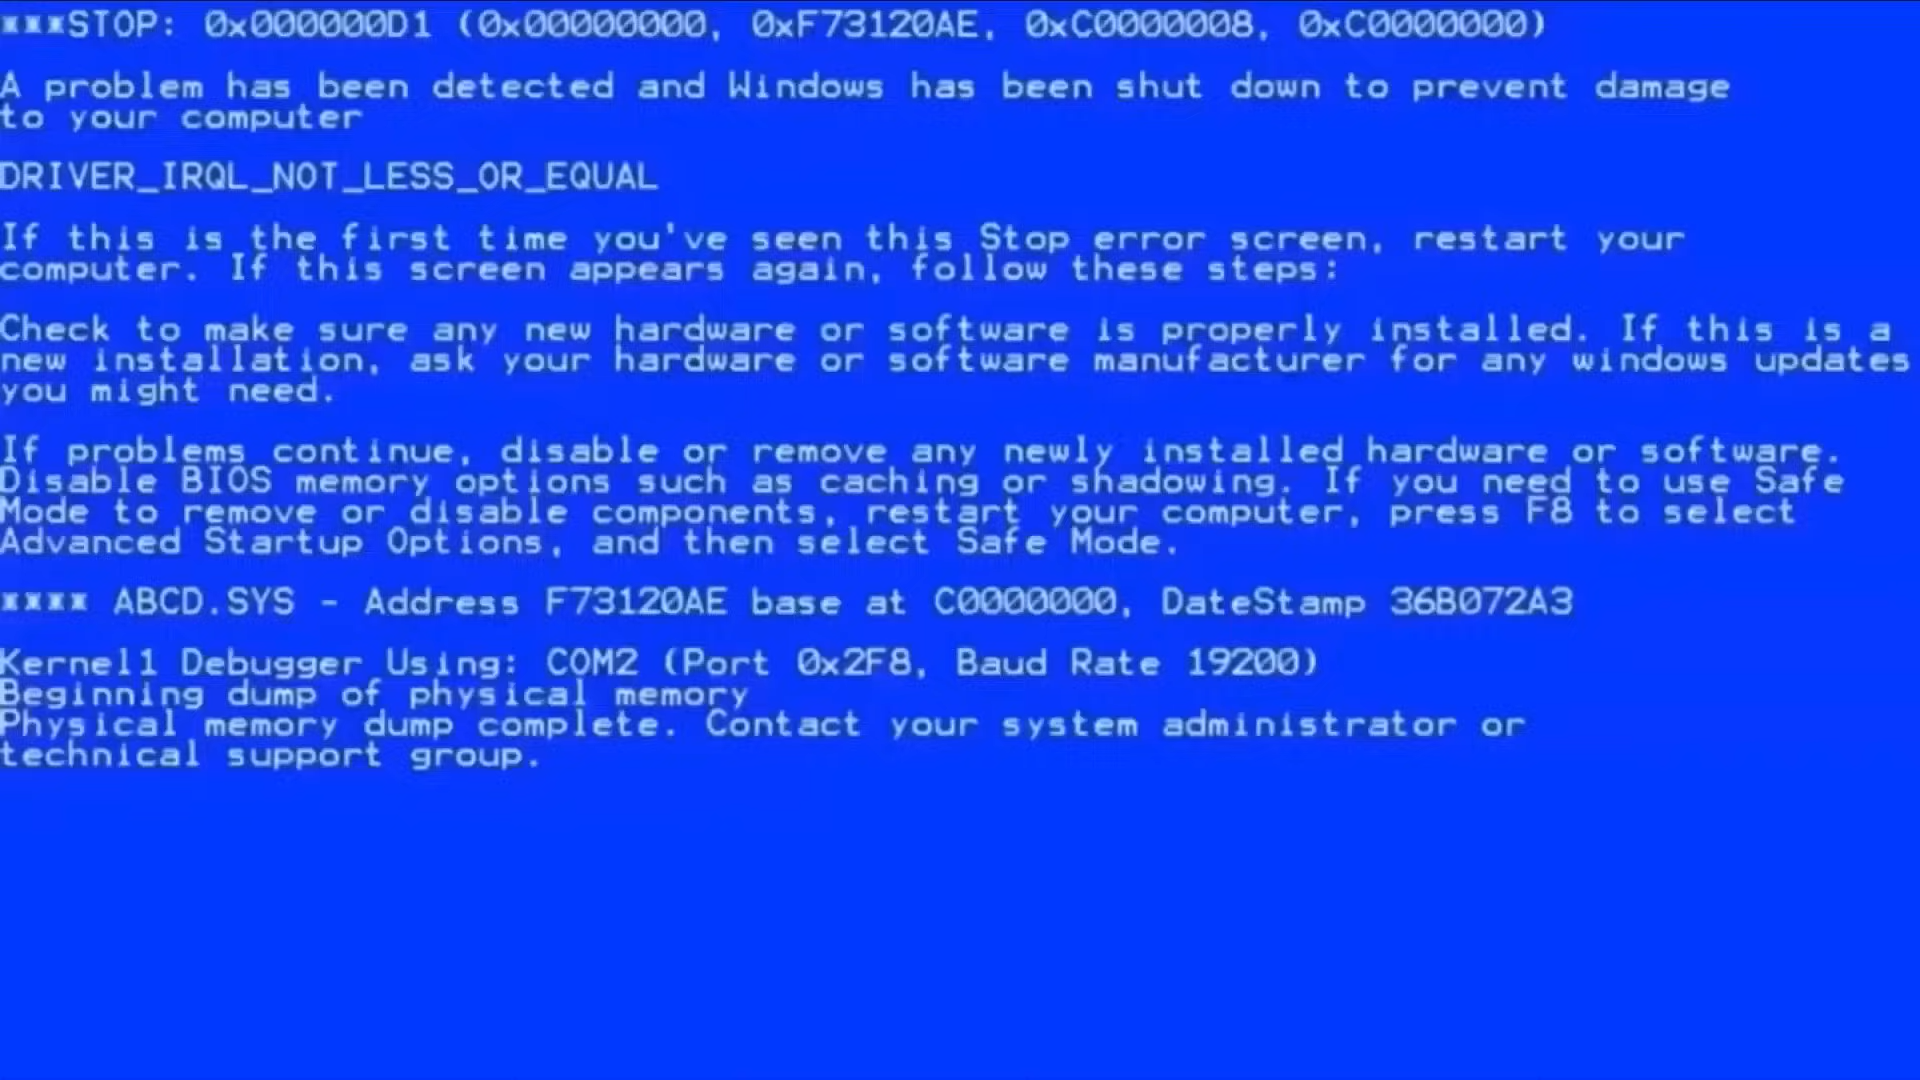 ***STOP: 0x000000D1 (0x00000000, 0xF73120AE, 0xC0000008, 0xC0000000)
A problem has been detected and Windows has been shut down to prevent damage
to your computer
DRIVER_IRQL_NOT_LESS_OR_EQUAL
If this is the first time you've seen this Stop error screen, restart your
computer. If this screen appears again, follow these steps:
Check to make sure any new hardware or software is properly installed. If this is a
new installation, ask your hardware or software manufacturer for any windows updates
you might need.
If problems continue, disable or remove any newly installed hardware or software.
Disable BIOS memory options such as caching or shadowing. If you need to use Safe
Mode to remove or disable components, restart your computer, press F8 to select
Advanced Startup Options, and then select Safe Mode.
**** ABCD.SYS - Address F73120AE base at C0000000, DateStamp 36B072A3
Kernel1 Debugger Using: COM2 (Port 0x2F8, Baud Rate 19200)
Beginning dump of physical memory
Physical memory dump complete. Contact your system administrator or
technical support group.